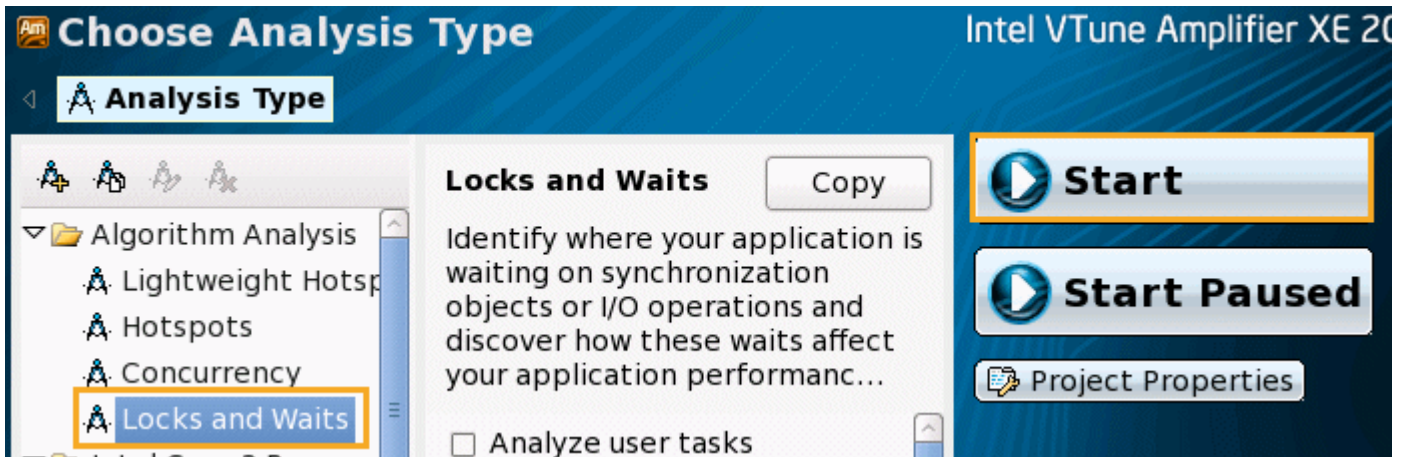 Choose Analysis Type
Intel VTune Amplifier XE 20
Analysis Type
Algorithm Analysis
Lightweight Hotsp
Hotspots
Concurrency
Locks and Waits
Locks and Waits
Copy
Identify where your application is
waiting on synchronization
objects or I/O operations and
discover how these waits affect
your application performanc...
Analyze user tasks
Start
Start Paused
Project Properties